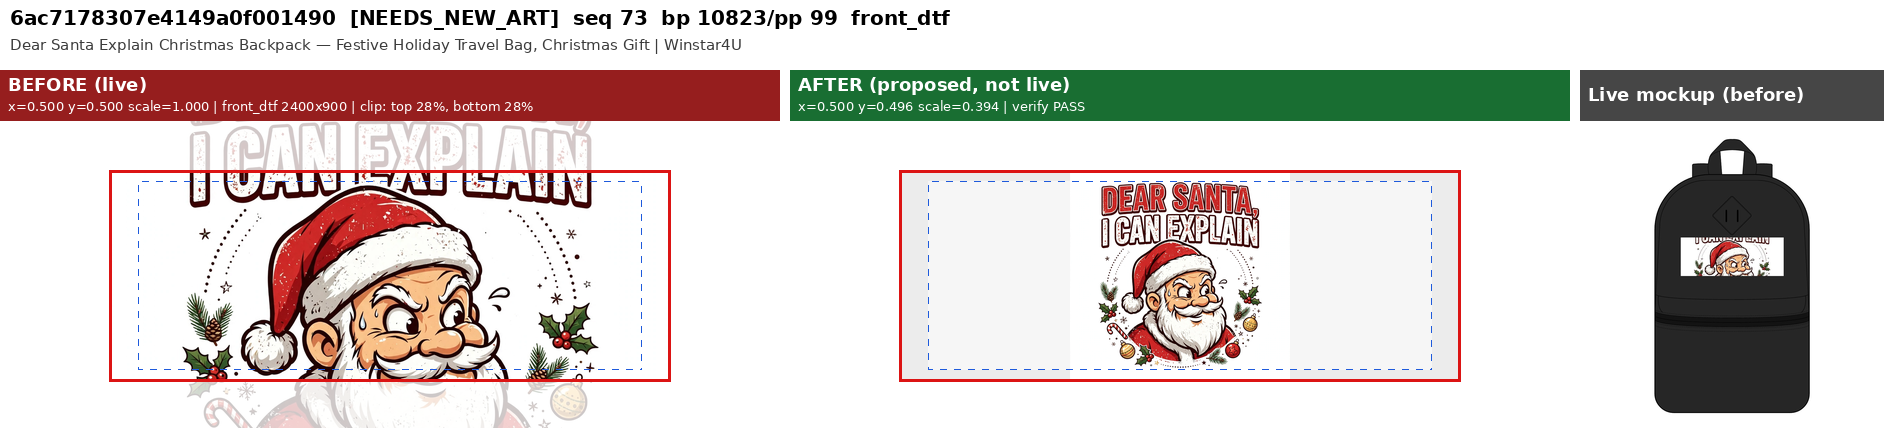 6ac7178307e4149a0f001490 [NEEDS_NEW_ART] seq 73 bp 10823/pp 99 front_dtf
Dear Santa Explain Christmas Backpack — Festive Holiday Travel Bag, Christmas Gift | Winstar4U
BEFORE (live)
x=0.500 y=0.500 scale=1.000 | front_dtf 2400x900 | clip: top 28%, bottom 28%
I CAN EXPLAIN
AFTER (proposed, not live)
x=0.500 y=0.496 scale=0.394 | verify PASS
DEAR SANTA,
I CAN EXPLAIN
Live mockup (before)
I CAN EXPLAIN